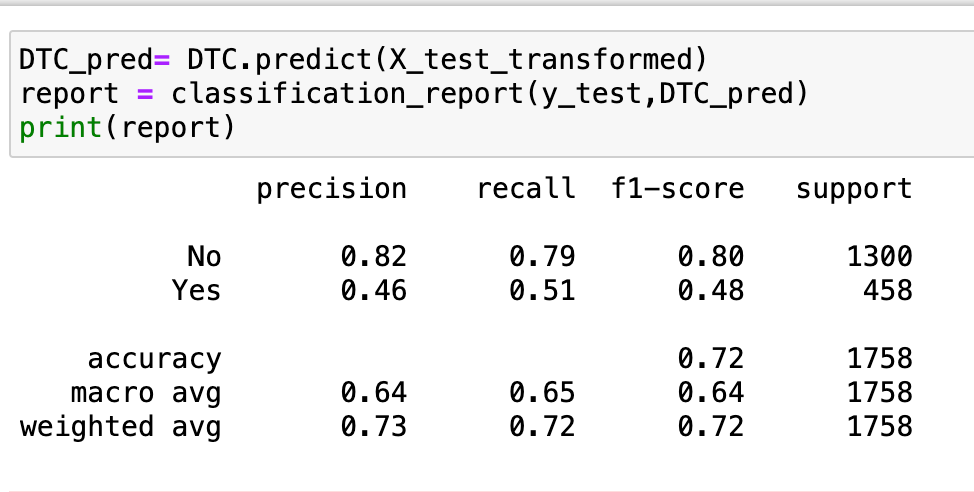 DTC_pred= DTC.predict(X_test_transformed)
report = classification_report(y_test,DTC_pred)
print(report)
precision recall f1-score support
No 0.82 0.79 0.80 1300
Yes 0.46 0.51 0.48 458
accuracy 0.72 1758
macro avg 0.64 0.65 0.64 1758
weighted avg 0.73 0.72 0.72 1758